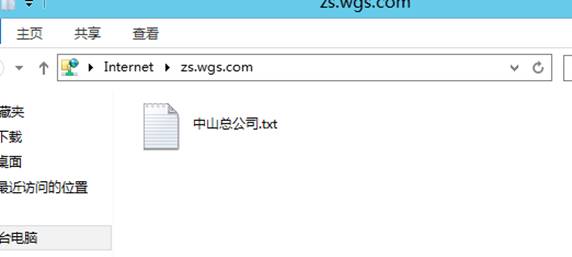 zs.wgs.com
主页 共享 查看
Internet zs.wgs.com
藏夹
中山总公司.txt
下载
桌面
最近访问的位置
台电脑